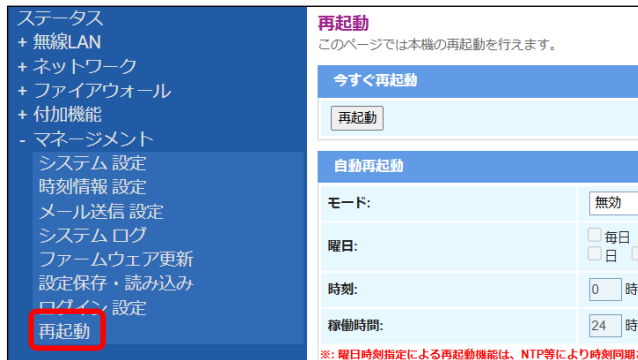 ステータス
+ 無線LAN
+ ネットワーク
+ ファイアウォール
+ 付加機能
- マネージメント
システム 設定
時刻情報 設定
メール送信 設定
システム ログ
ファームウェア更新
設定保存・読み込み
ログイン 設定
再起動
再起動
このページでは本機の再起動を行えます。
今すぐ再起動
再起動
自動再起動
モード: 無効
曜日: 毎日
日
時刻: 0 時
稼働時間: 24 時
※: 曜日時刻指定による再起動機能は、NTP等により時刻同期